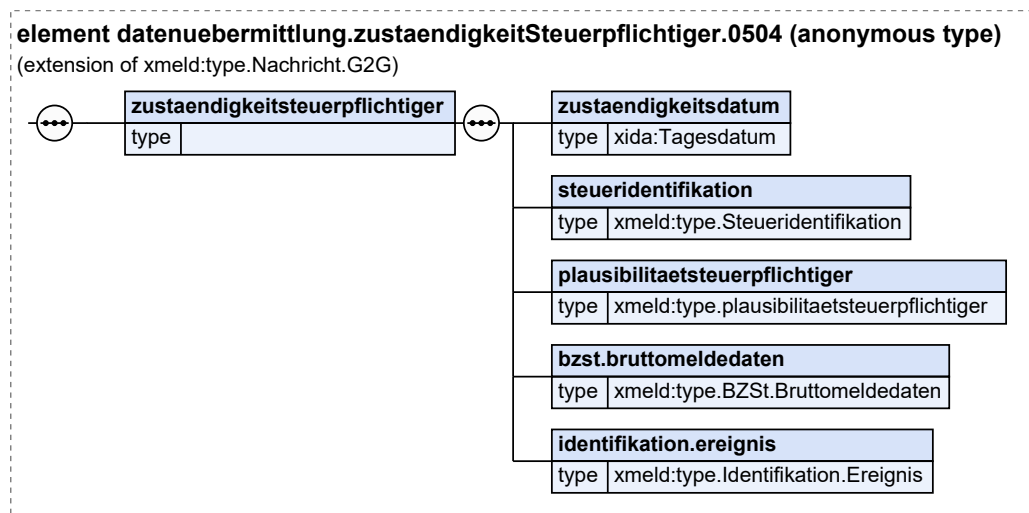 element datenuebermittlung.zustaendigkeitSteuerpflichtiger.0504 (anonymous type)
(extension of xmeld:type.Nachricht.G2G)
zustaendigkeitsteuerpflichtiger
type
zustaendigkeitsdatum
type xida:Tagesdatum
steueridentifikation
type xmeld:type.Steueridentifikation
plausibilitaetsteuerpflichtiger
type xmeld:type.plausibilitaetsteuerpflichtiger
bzst.bruttomeldedaten
type xmeld:type.BZSt.Bruttomeldedaten
identifikation.ereignis
type xmeld:type.Identifikation.Ereignis